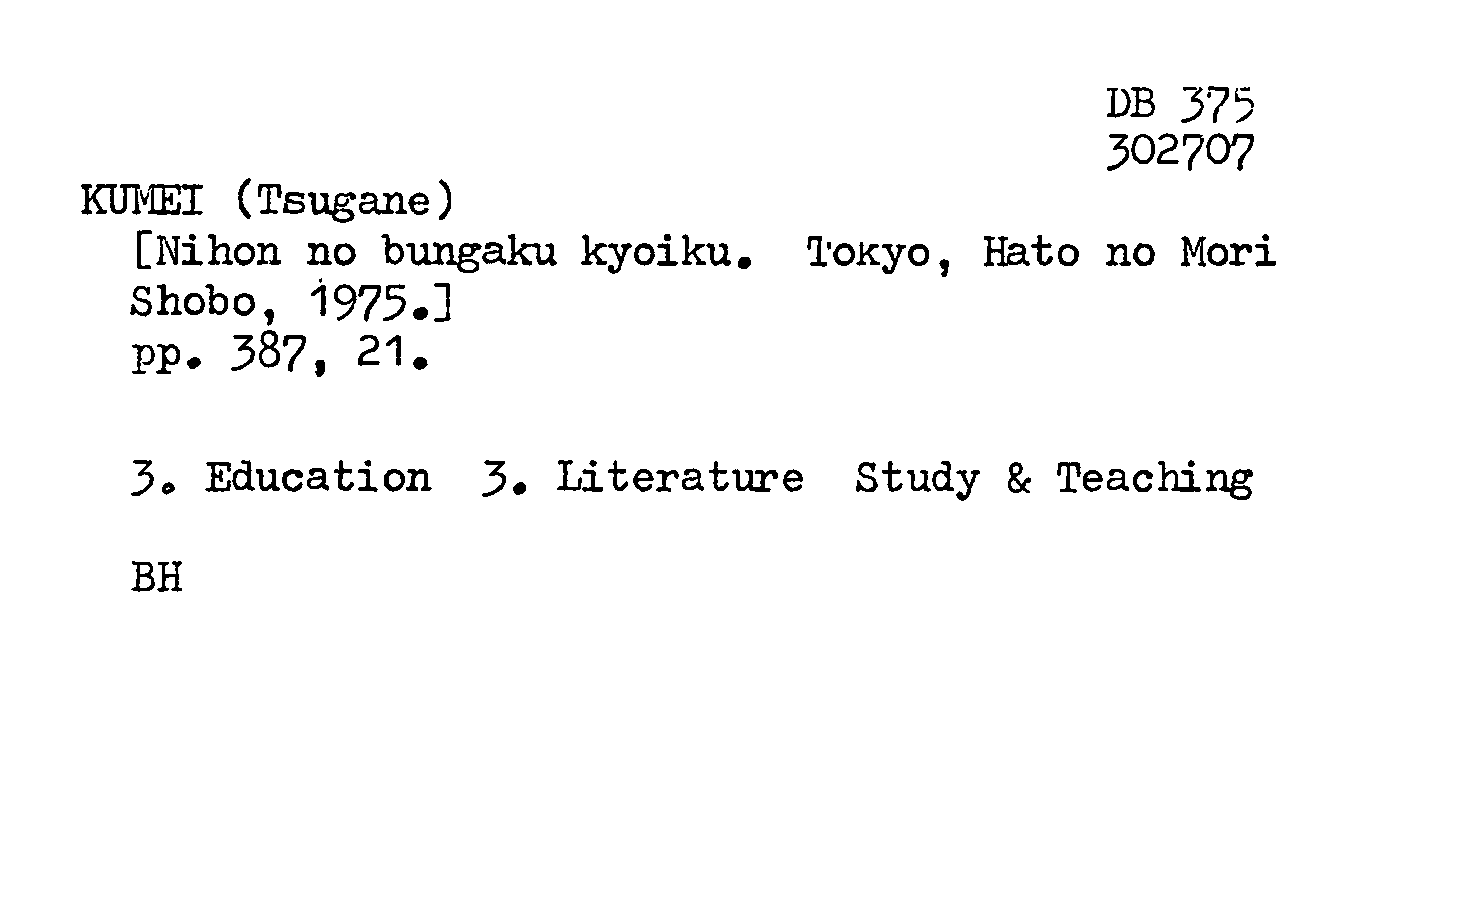 DB 375
302707
KUMEI (Tsugane)
[Nihon no bungaku kyoiku. Tokyo, Hato no Mori
Shobo, 1975.]
pp. 387, 21.
3. Education 3. Literature Study & Teaching
BH